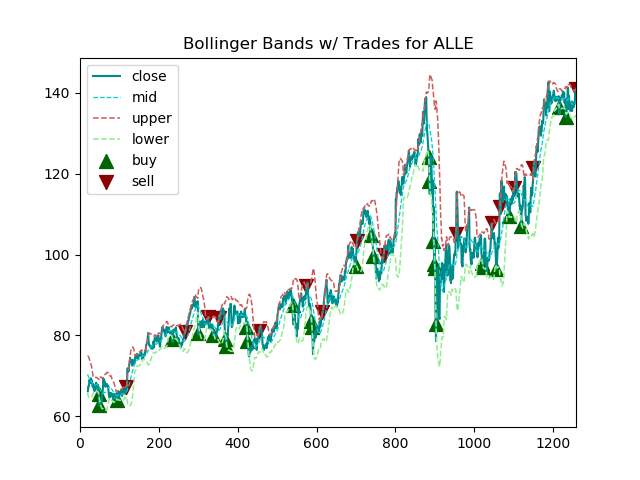 Bollinger Bands w/ Trades for ALLE
close
mid
upper
lower
buy
sell
140
120
100
80
60
0 200 400 600 800 1000 1200